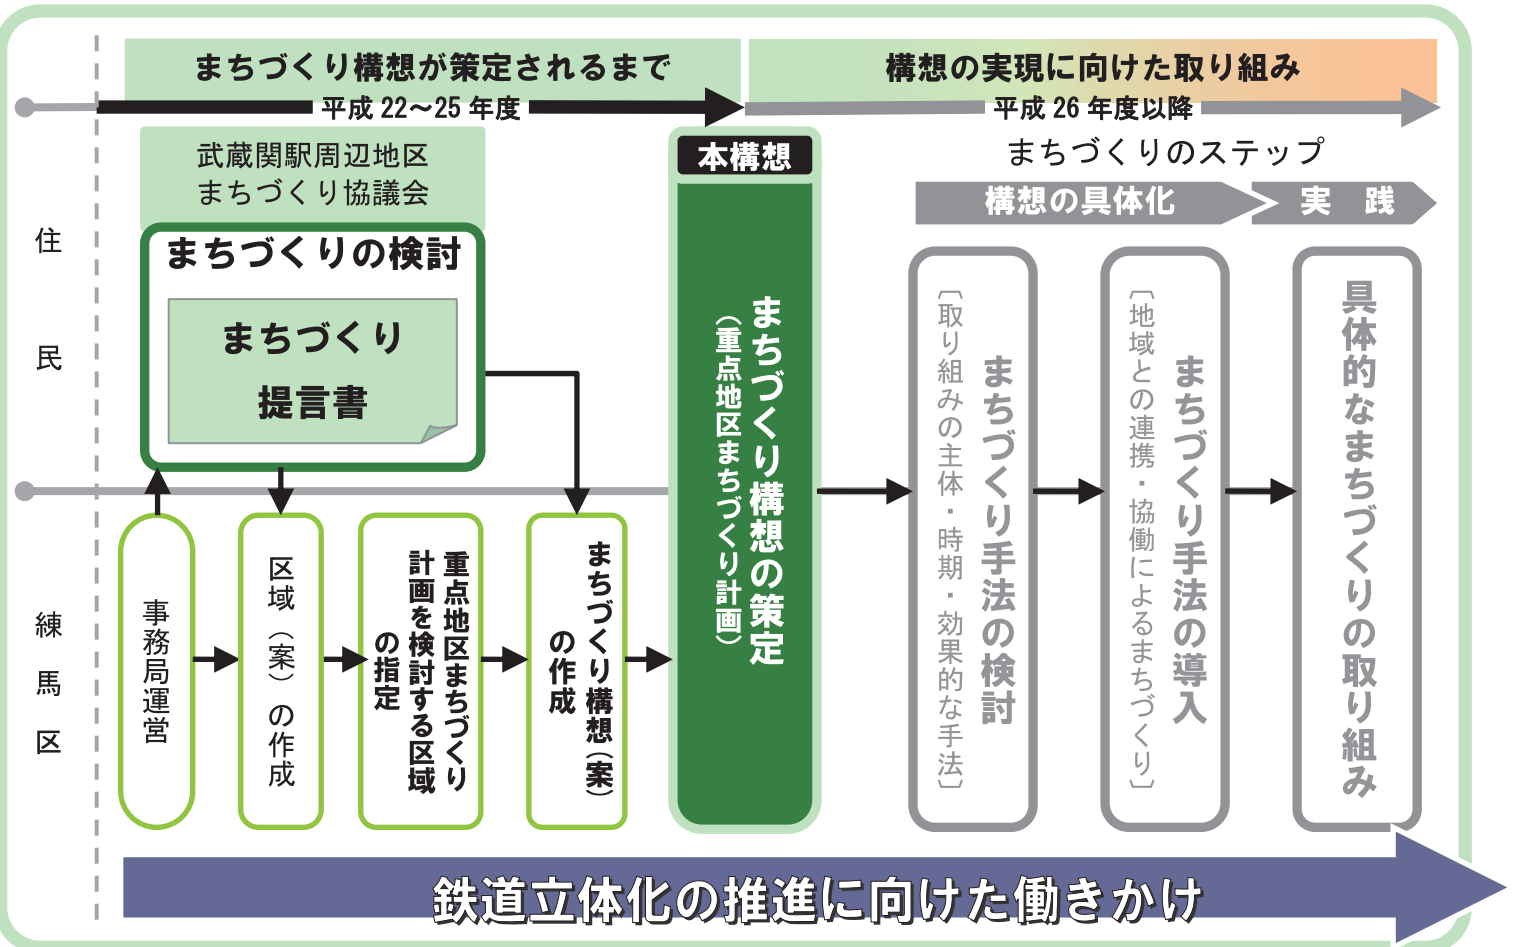 まちづくり構想が策定されるまで
平成 22～25 年度
構想の実現に向けた取り組み
平成 26 年度以降
まちづくりのステップ
構想の具体化
実　践
住民
練馬区
武蔵関駅周辺地区
まちづくり協議会
まちづくりの検討
まちづくり
提言書
事務局運営
区域（案）の作成
重点地区まちづくり
計画を検討する区域
の指定
まちづくり構想（案）
の作成
本構想
まちづくり構想の策定
（重点地区まちづくり計画）
まちづくり手法の検討
〔取り組みの主体・時期・効果的な手法〕
まちづくり手法の導入
〔地域との連携・協働によるまちづくり〕
具体的なまちづくりの取り組み
鉄道立体化の推進に向けた働きかけ